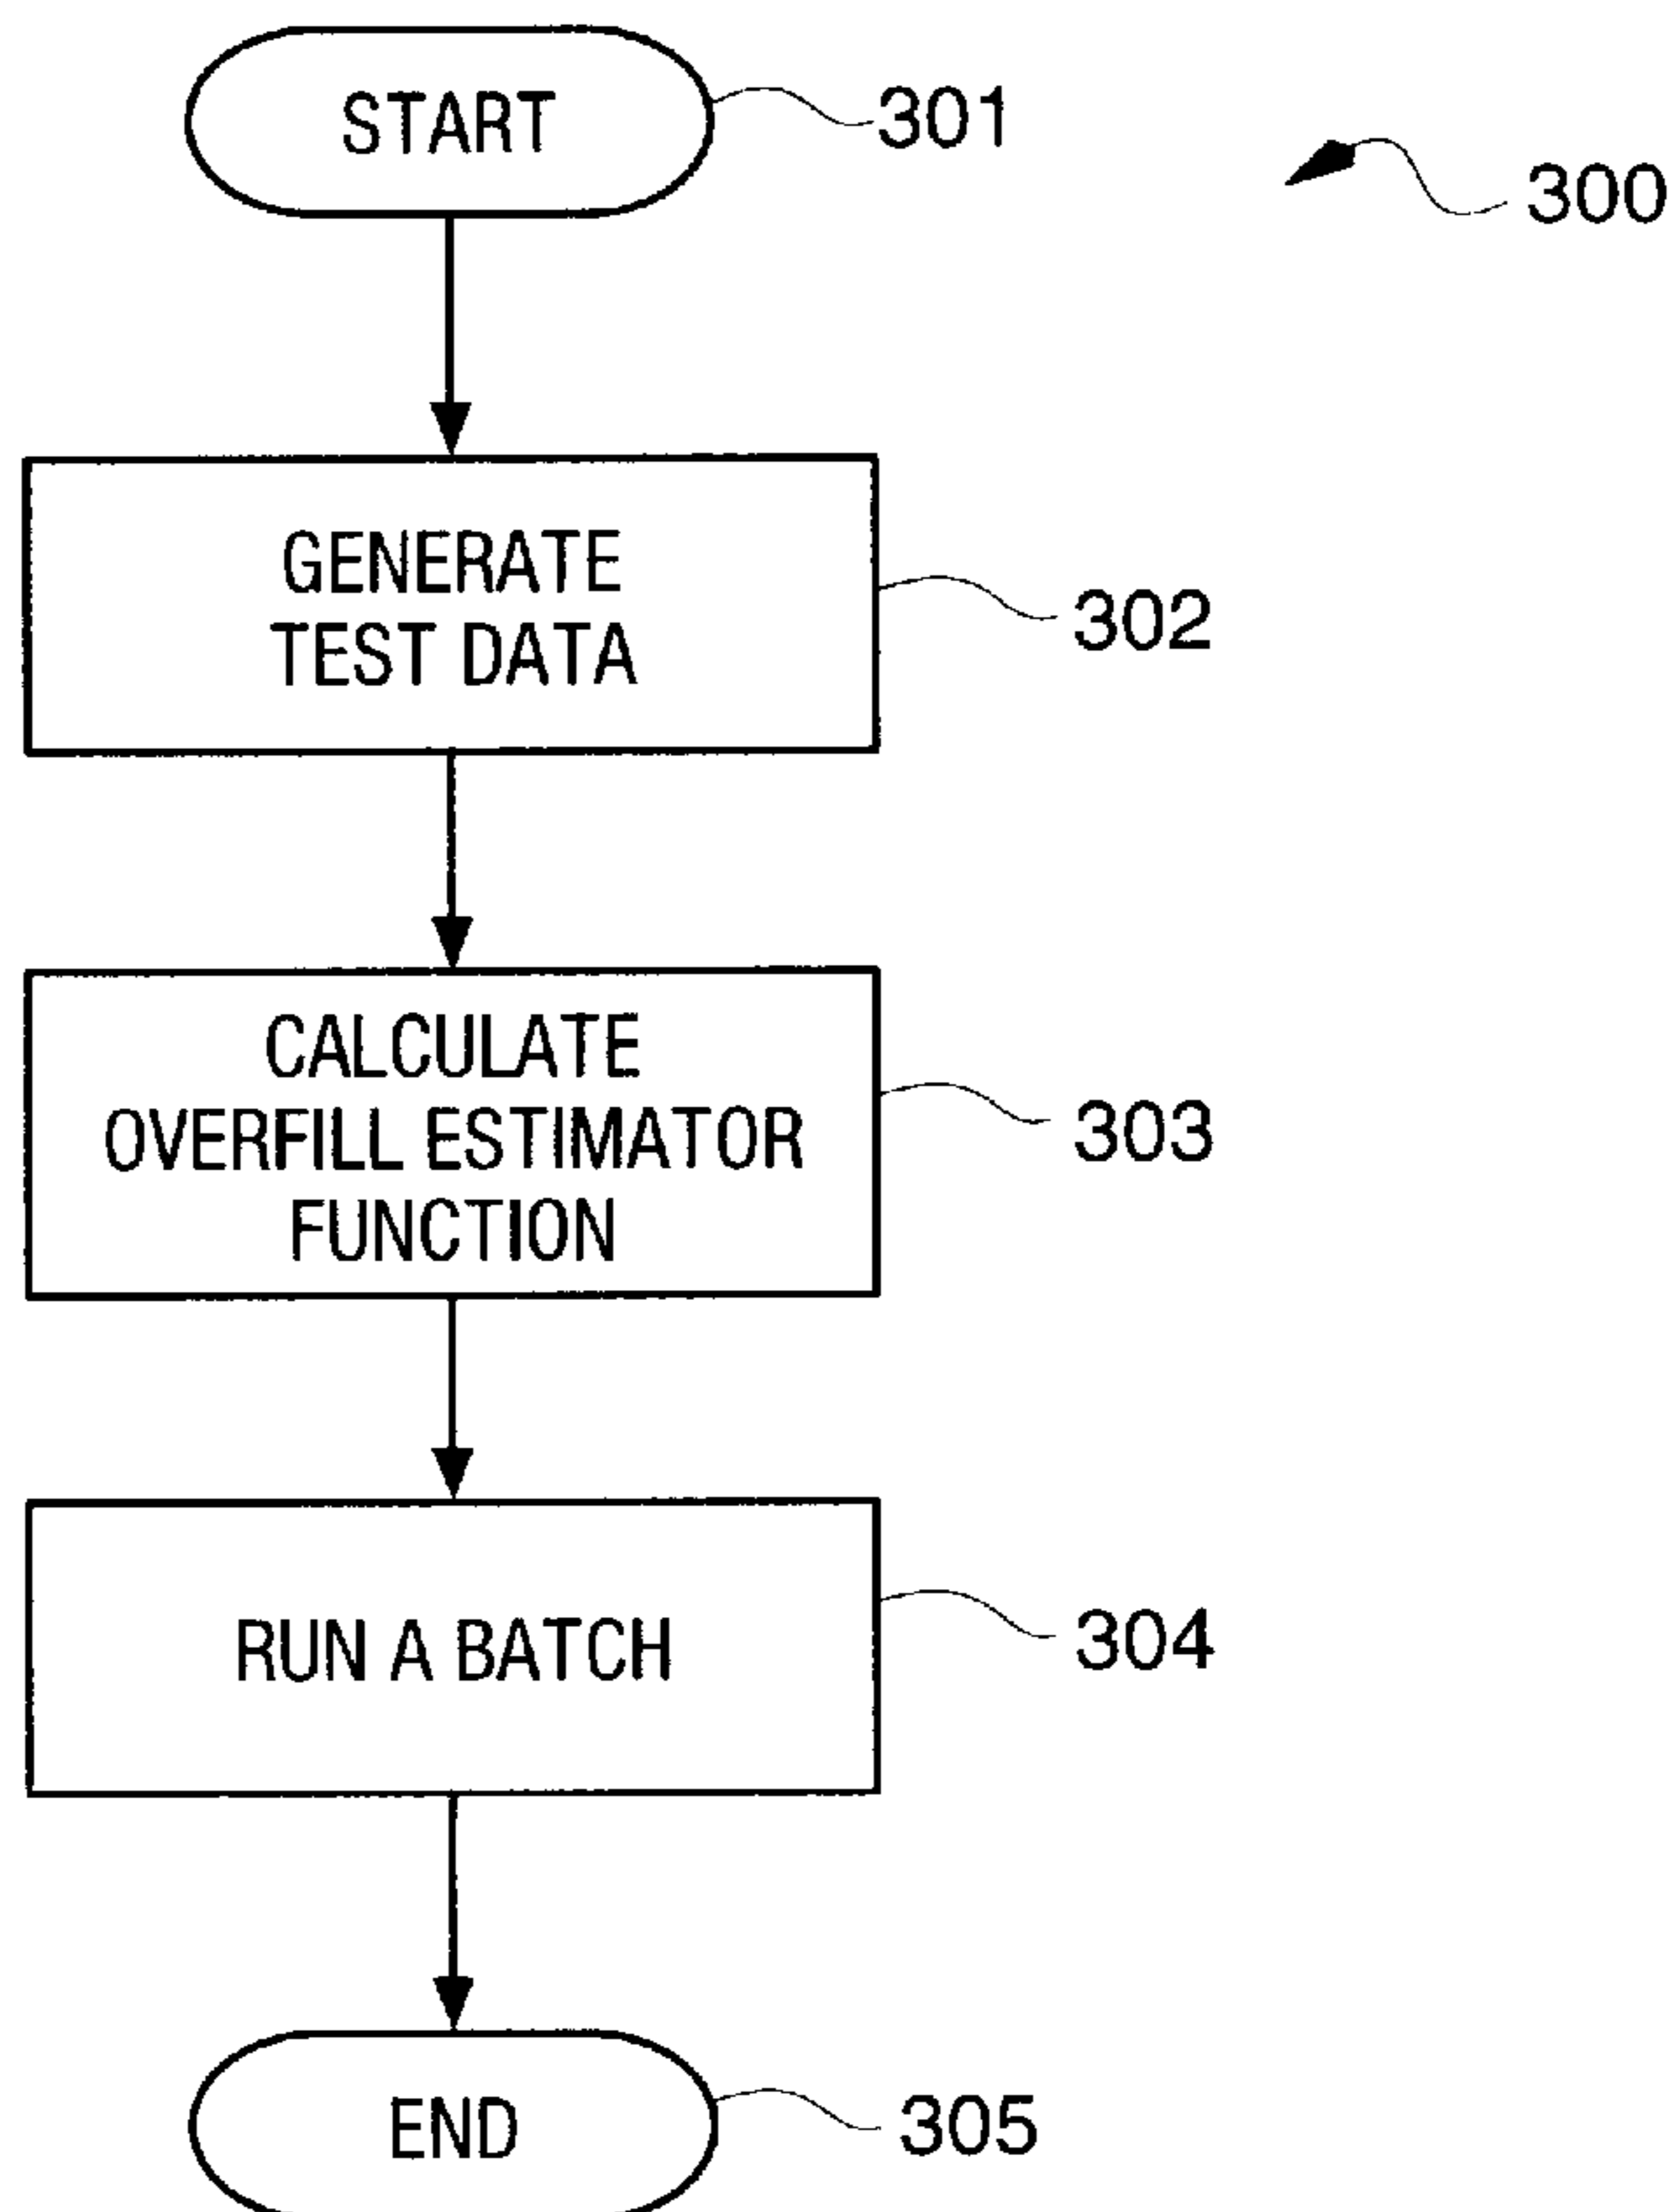 START
301
300
GENERATE
TEST DATA
302
CALCULATE
OVERFILL ESTIMATOR
FUNCTION
303
RUN A BATCH
304
END
305